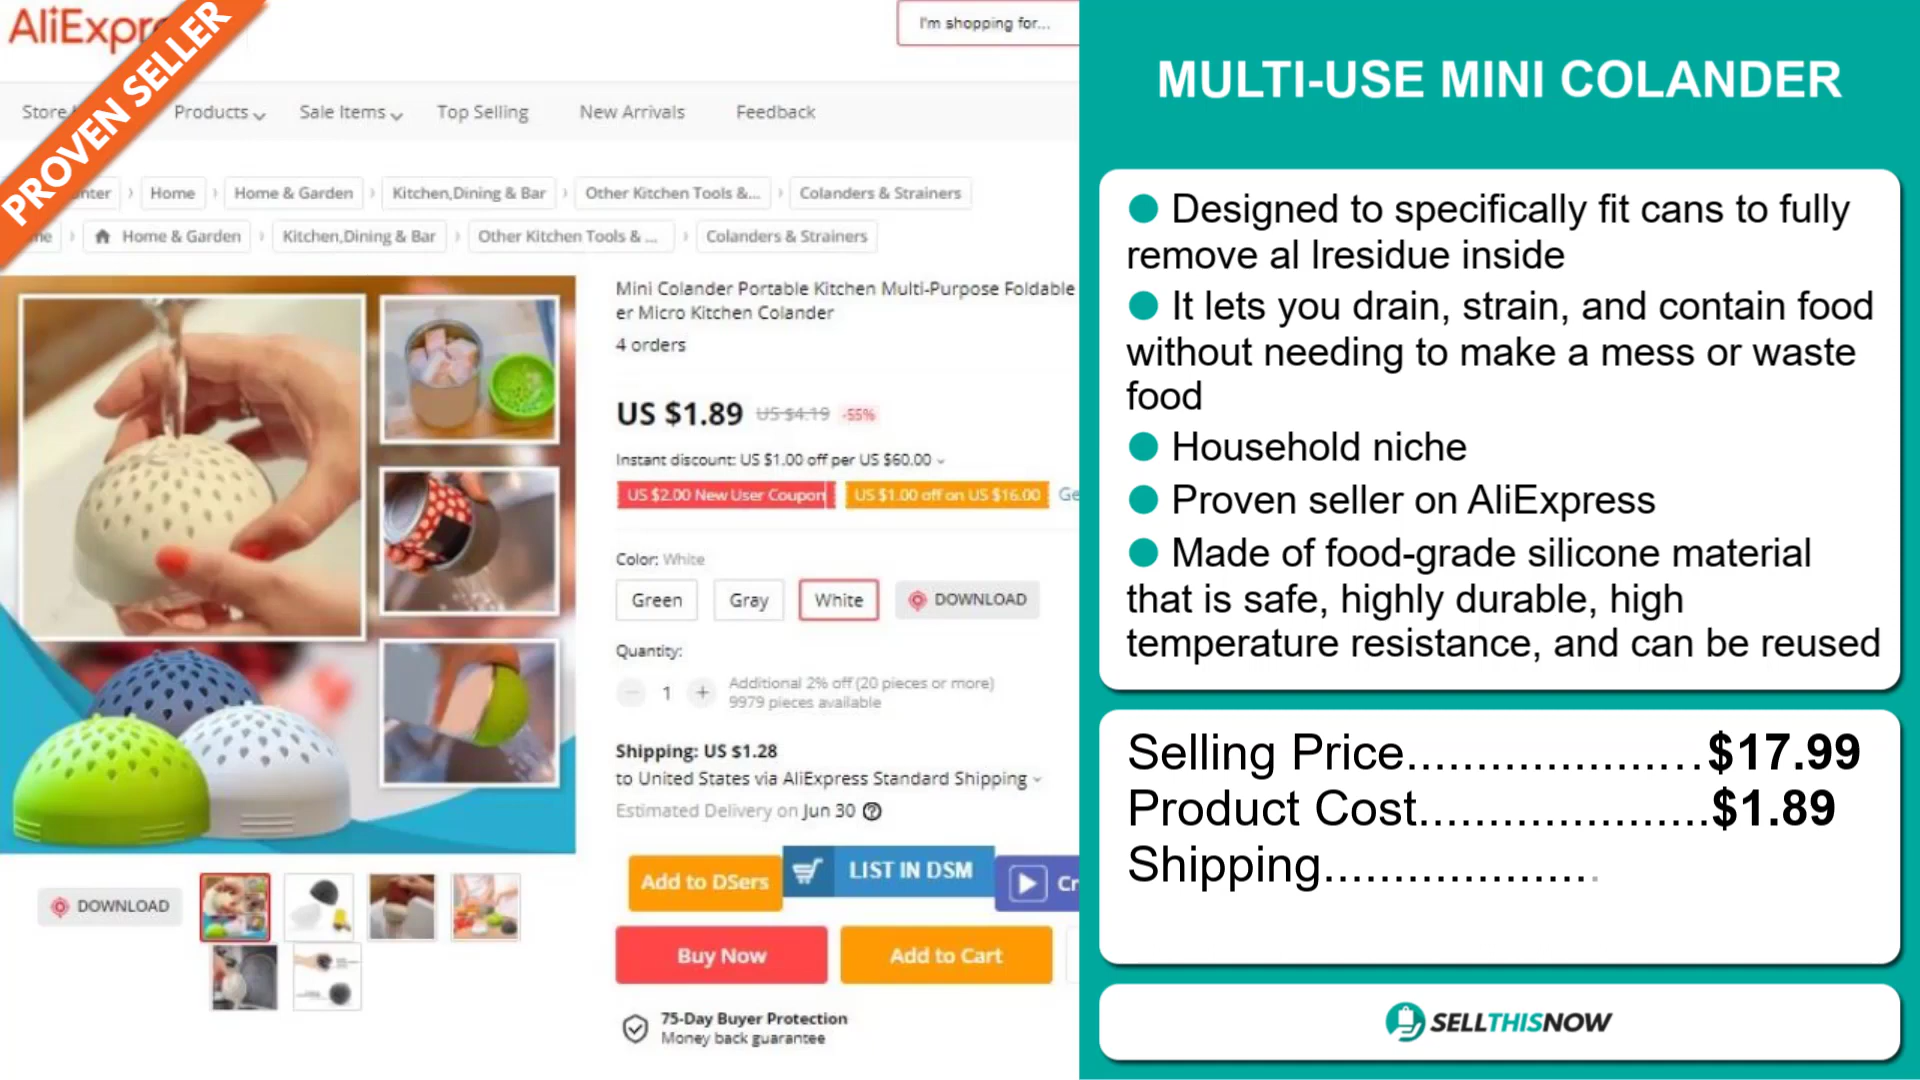 AliExpr
PROVEN SELLER
I'm shopping for...
Store
Products
Sale Items
Top Selling
New Arrivals
Feedback
Home
Home & Garden
Kitchen,Dining & Bar
Other Kitchen Tools &...
Colanders & Strainers
Home & Garden
Kitchen,Dining & Bar
Other Kitchen Tools & ...
Colanders & Strainers
Mini Colander Portable Kitchen Multi-Purpose Foldable
er Micro Kitchen Colander
4 orders
US $1.89 US $4.19 -55%
Instant discount: US $1.00 off per US $60.00
US $2.00 New User Coupon
US $1.00 off on US $16.00
Ge
Color: White
Green
Gray
White
DOWNLOAD
Quantity:
1
Additional 2% off (20 pieces or more)
9979 pieces available
Shipping: US $1.28
to United States via AliExpress Standard Shipping
Estimated Delivery on Jun 30
Add to DSers
LIST IN DSM
Cr
DOWNLOAD
Buy Now
Add to Cart
75-Day Buyer Protection
Money back guarantee
MULTI-USE MINI COLANDER
● Designed to specifically fit cans to fully
remove al lresidue inside
● It lets you drain, strain, and contain food
without needing to make a mess or waste
food
● Household niche
● Proven seller on AliExpress
● Made of food-grade silicone material
that is safe, highly durable, high
temperature resistance, and can be reused
Selling Price......................$17.99
Product Cost.....................$1.89
Shipping....................
SELLTHISNOW